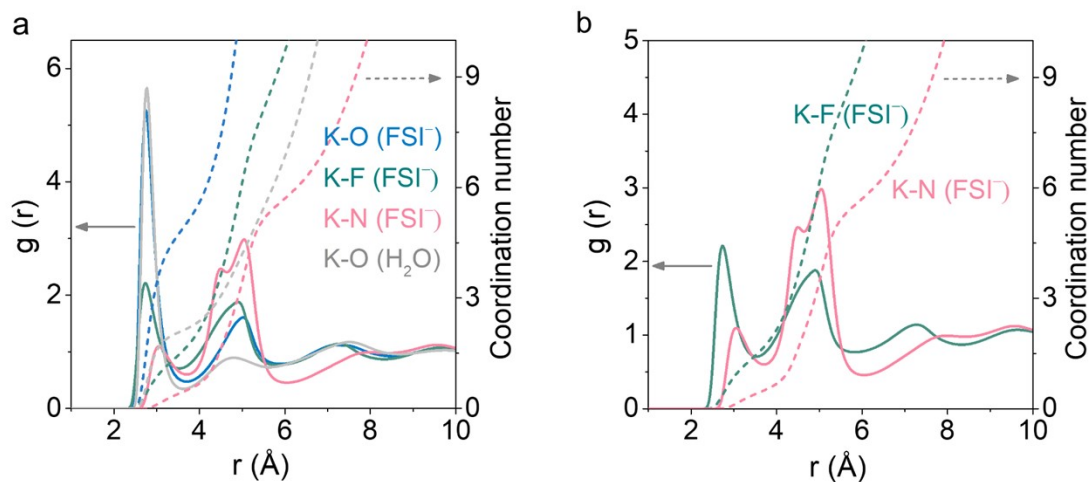 a
g (r)
6
4
2
0
2
4
6
8
10
r (Å)
9
6
3
0
Coordination number
K-O (FSI⁻)
K-F (FSI⁻)
K-N (FSI⁻)
K-O (H₂O)
b
g (r)
5
4
3
2
1
0
2
4
6
8
10
r (Å)
9
6
3
0
Coordination number
K-F (FSI⁻)
K-N (FSI⁻)